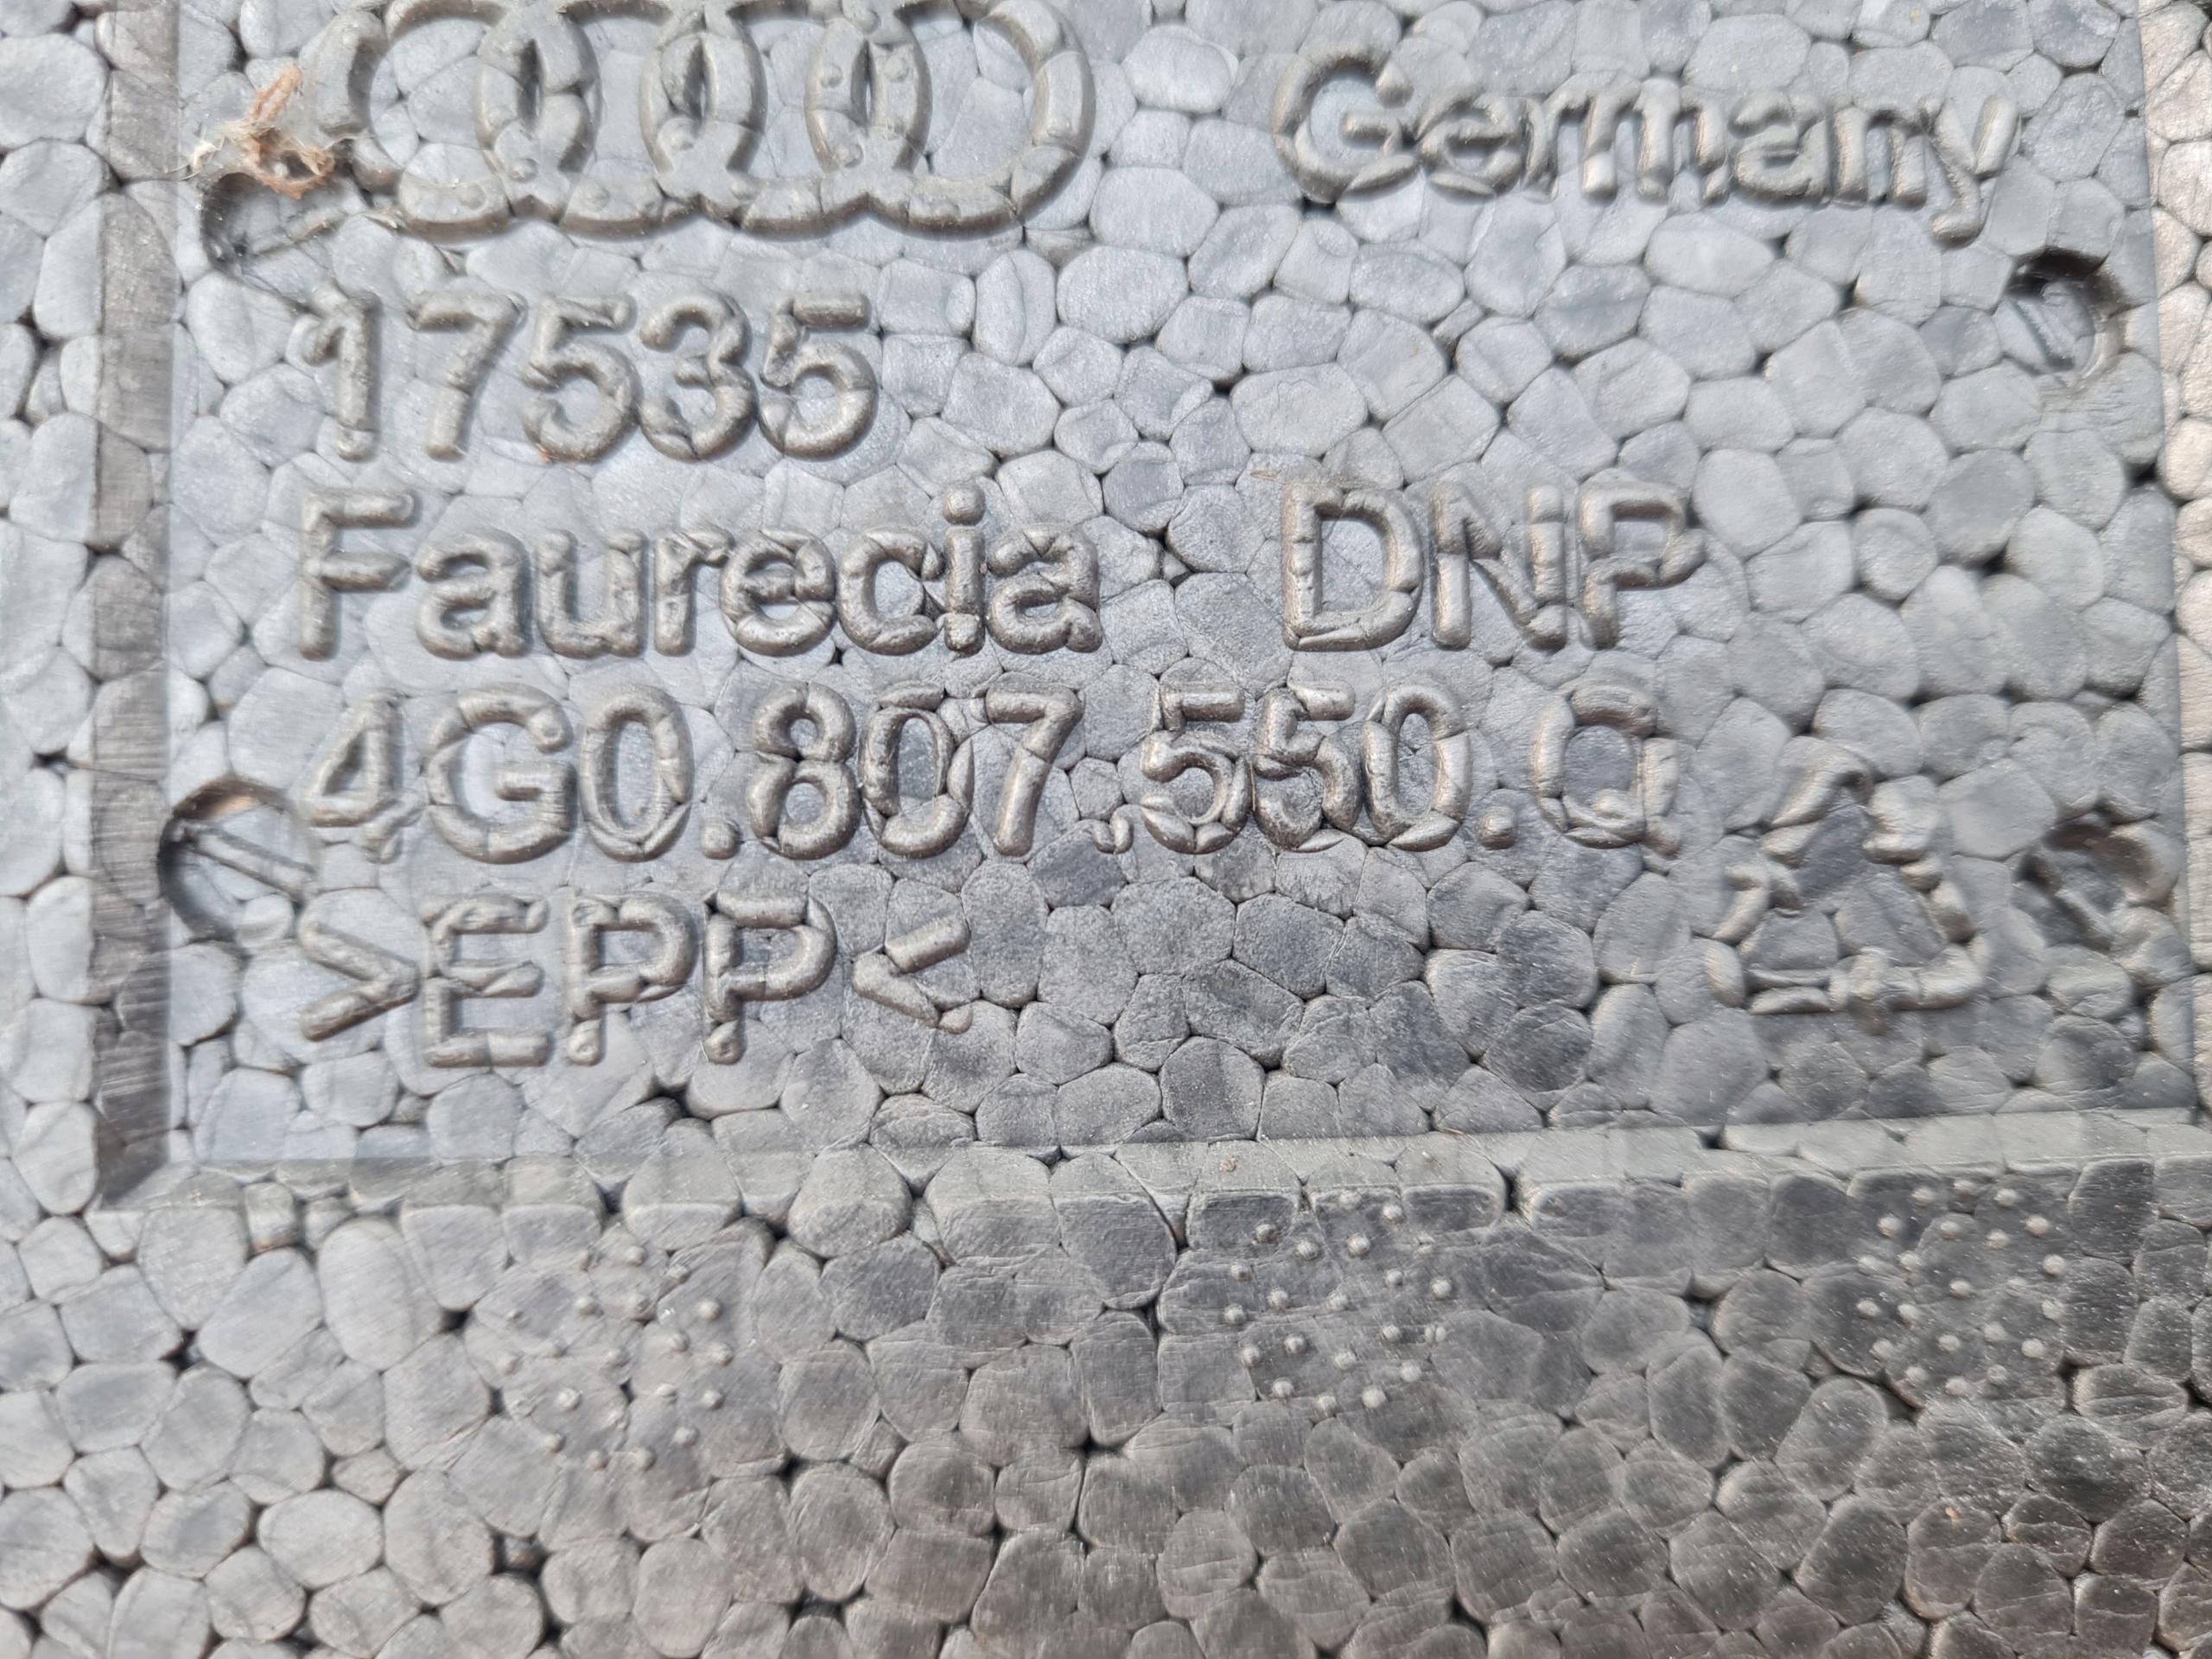 Germany
17535
Faurecia DNP
4G0.807.550.Q
>EPP<